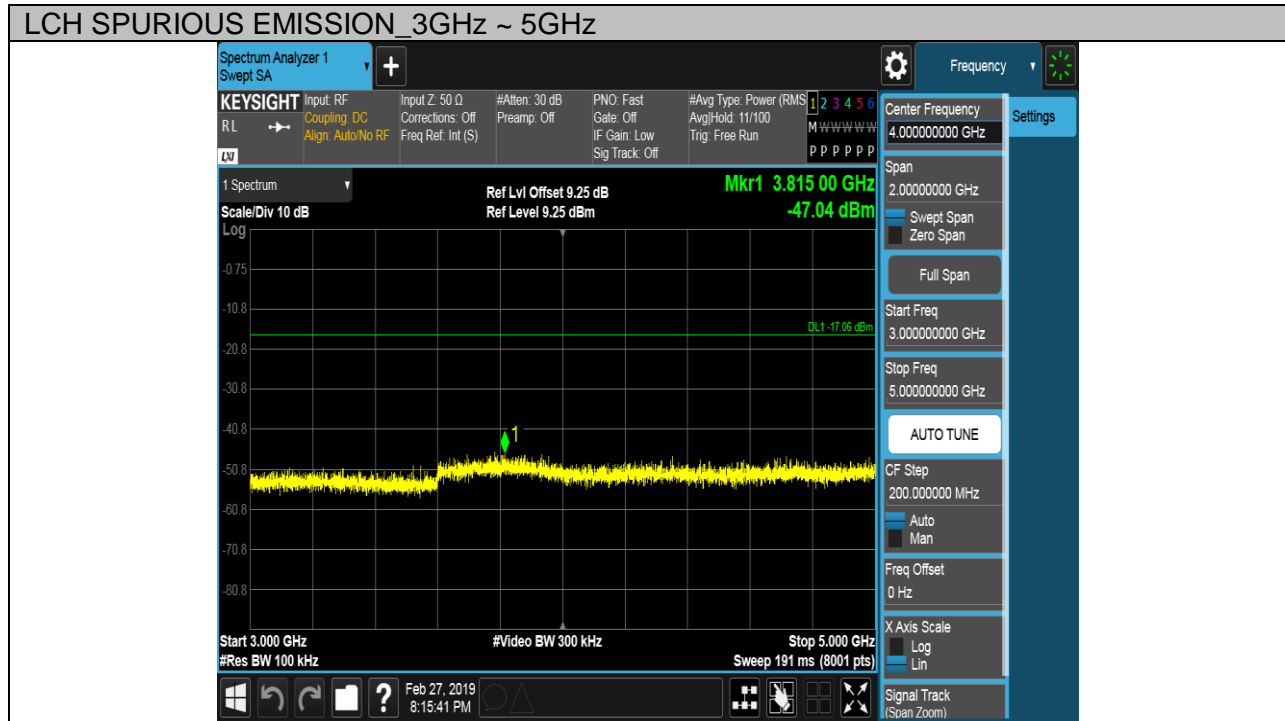 LCH SPURIOUS EMISSION_3GHz ~ 5GHz
Spectrum Analyzer 1
Swept SA
+
Frequency
KEYSIGHT
RL
LXI
Input: RF
Coupling: DC
Align: Auto/No RF
Input Z: 50 Ω
Corrections: Off
Freq Ref: Int (S)
#Atten: 30 dB
Preamp: Off
PNO: Fast
Gate: Off
IF Gain: Low
Sig Track: Off
#Avg Type: Power (RMS
Avg|Hold: 11/100
Trig: Free Run
1 2 3 4 5 6
M W W W W W
P P P P P P
1 Spectrum
Scale/Div 10 dB
Ref Lvl Offset 9.25 dB
Ref Level 9.25 dBm
Mkr1 3.815 00 GHz
-47.04 dBm
Log
-0.75
-10.8
DL1 -17.06 dBm
-20.8
-30.8
-40.8
1
-50.8
-60.8
-70.8
-80.8
Start 3.000 GHz
#Res BW 100 kHz
#Video BW 300 kHz
Stop 5.000 GHz
Sweep 191 ms (8001 pts)
Center Frequency
4.000000000 GHz
Settings
Span
2.00000000 GHz
Swept Span
Zero Span
Full Span
Start Freq
3.000000000 GHz
Stop Freq
5.000000000 GHz
AUTO TUNE
CF Step
200.000000 MHz
Auto
Man
Freq Offset
0 Hz
X Axis Scale
Log
Lin
Signal Track
(Span Zoom)
?
Feb 27, 2019
8:15:41 PM